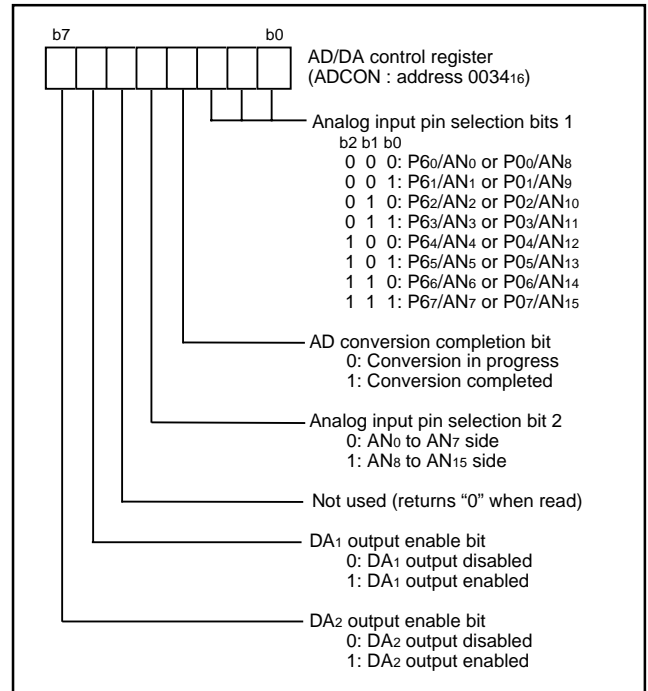 b7 b0
AD/DA control register
(ADCON : address 0034₁₆)
Analog input pin selection bits 1
b2 b1 b0
0 0 0: P6₀/AN₀ or P0₀/AN₈
0 0 1: P6₁/AN₁ or P0₁/AN₉
0 1 0: P6₂/AN₂ or P0₂/AN₁₀
0 1 1: P6₃/AN₃ or P0₃/AN₁₁
1 0 0: P6₄/AN₄ or P0₄/AN₁₂
1 0 1: P6₅/AN₅ or P0₅/AN₁₃
1 1 0: P6₆/AN₆ or P0₆/AN₁₄
1 1 1: P6₇/AN₇ or P0₇/AN₁₅
AD conversion completion bit
0: Conversion in progress
1: Conversion completed
Analog input pin selection bit 2
0: AN₀ to AN₇ side
1: AN₈ to AN₁₅ side
Not used (returns “0” when read)
DA₁ output enable bit
0: DA₁ output disabled
1: DA₁ output enabled
DA₂ output enable bit
0: DA₂ output disabled
1: DA₂ output enabled